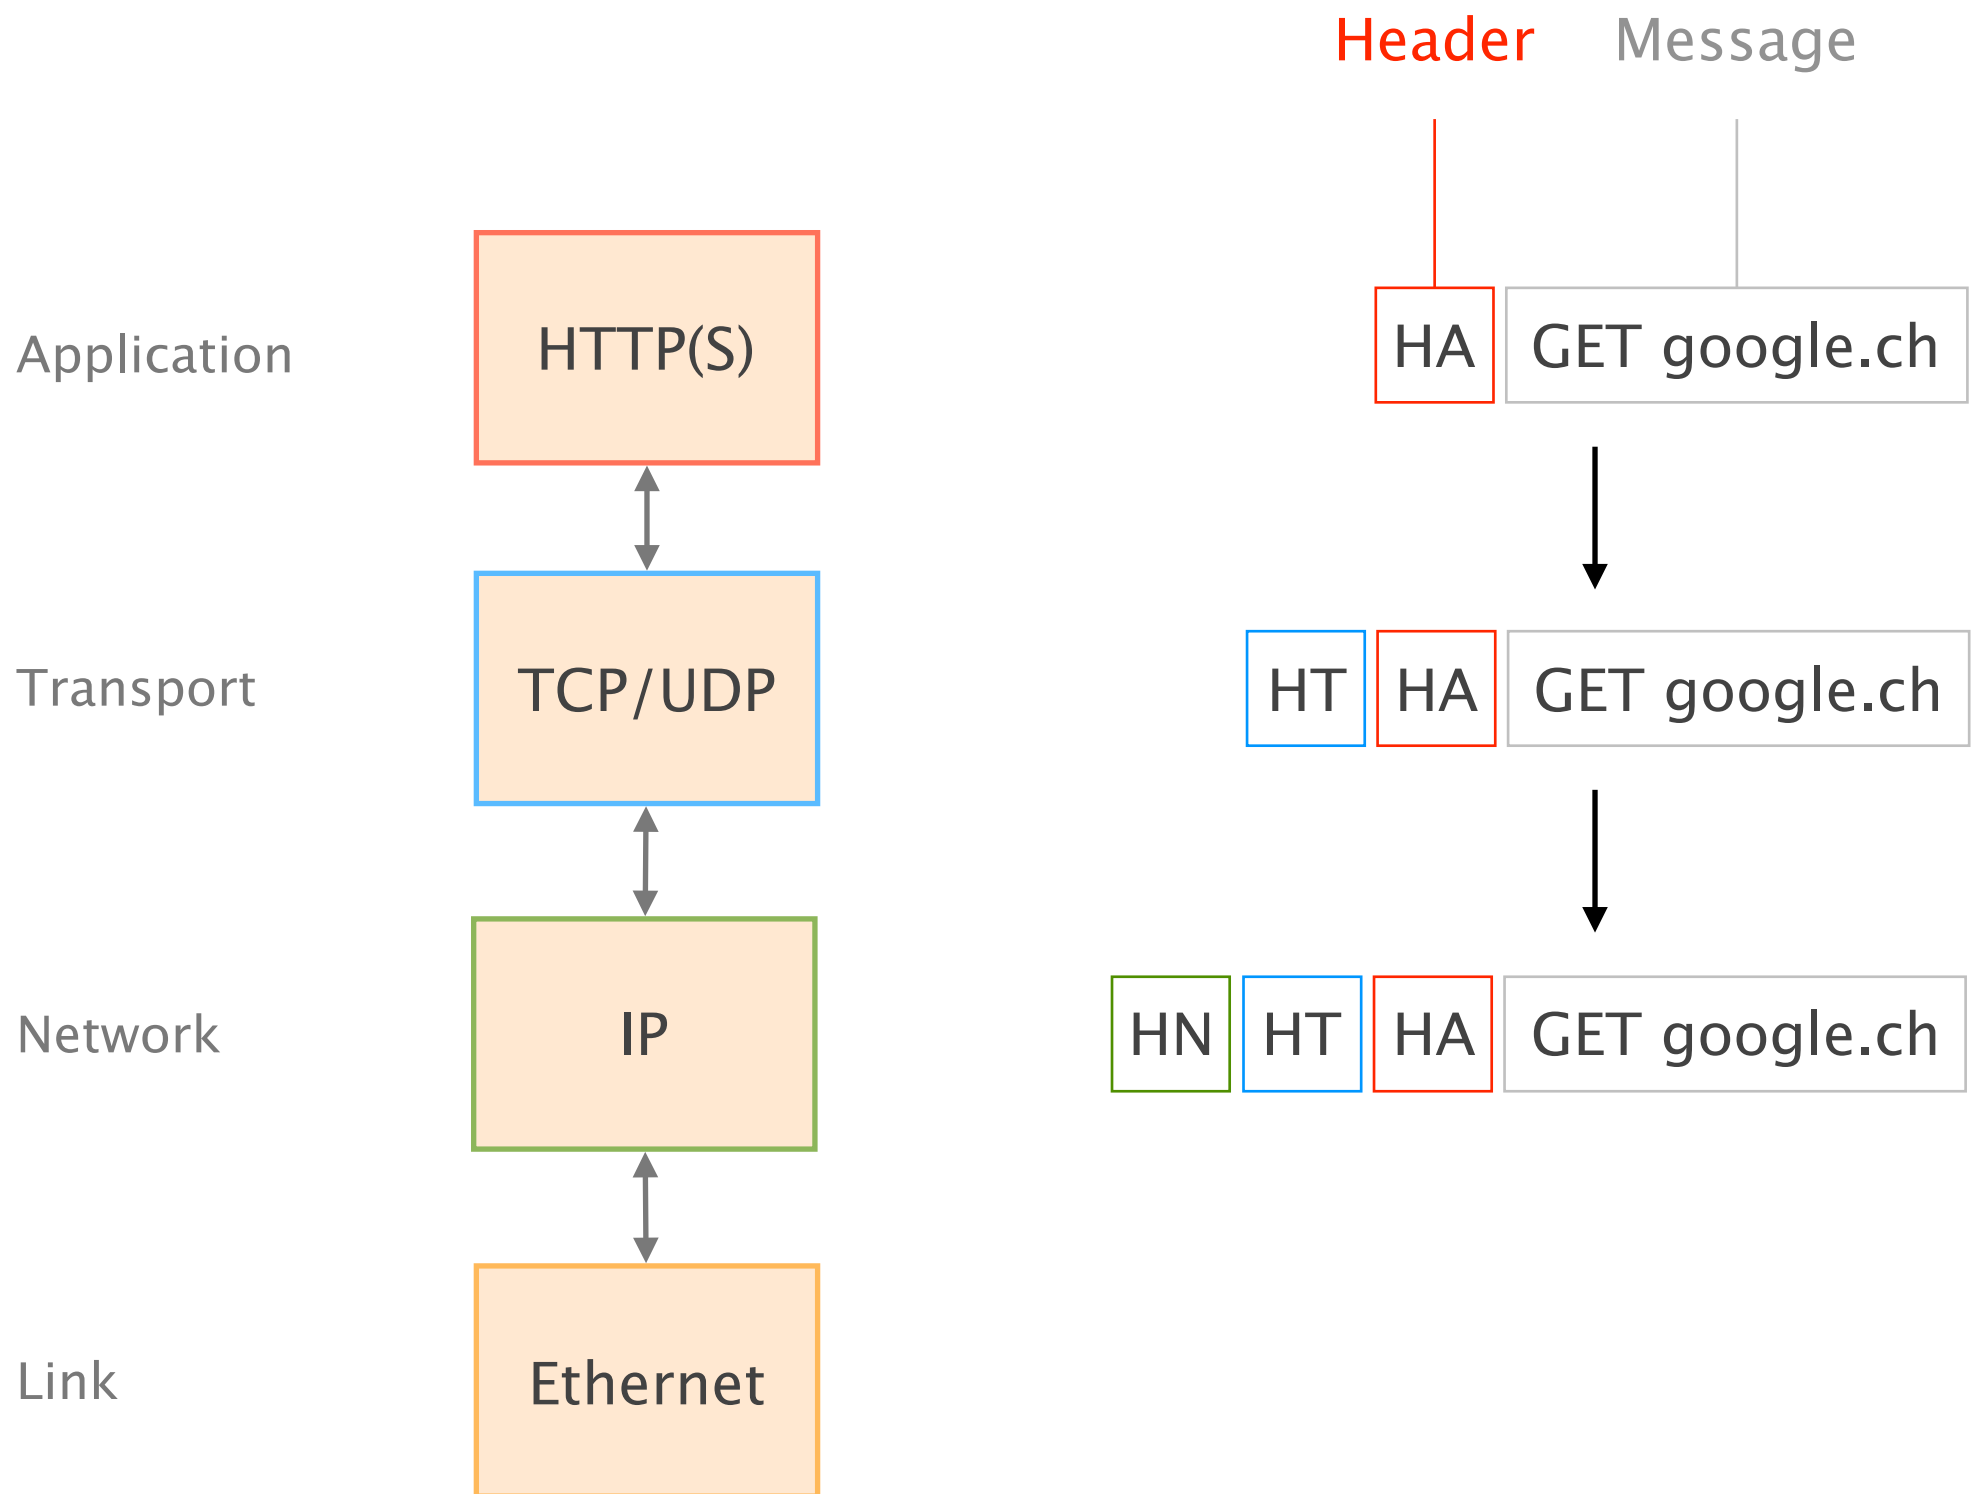 Header Message
Application HTTP(S) HA GET google.ch
Transport TCP/UDP HT HA GET google.ch
Network IP HN HT HA GET google.ch
Link Ethernet